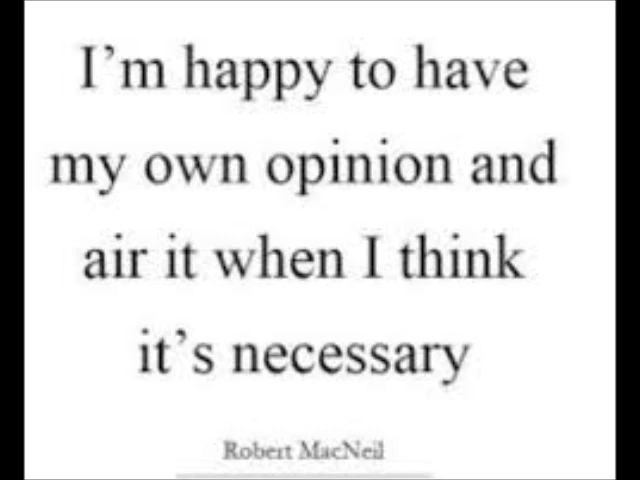 I'm happy to have
my own opinion and
air it when I think
it's necessary
Robert MacNeil